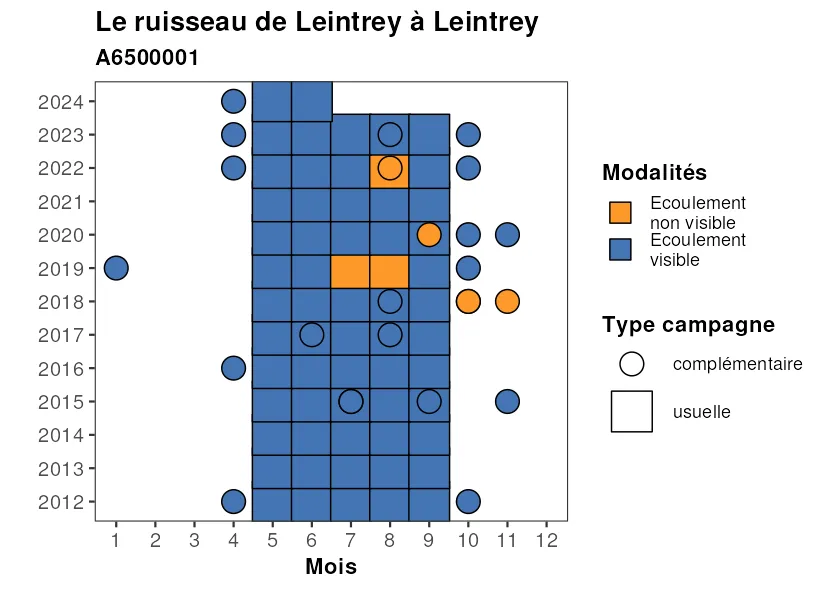 Le ruisseau de Leintrey à Leintrey
A6500001
2024
2023
2022
2021
2020
2019
2018
2017
2016
2015
2014
2013
2012
1 2 3 4 5 6 7 8 9 10 11 12
Mois
Modalités
Ecoulement
non visible
Ecoulement
visible
Type campagne
complémentaire
usuelle